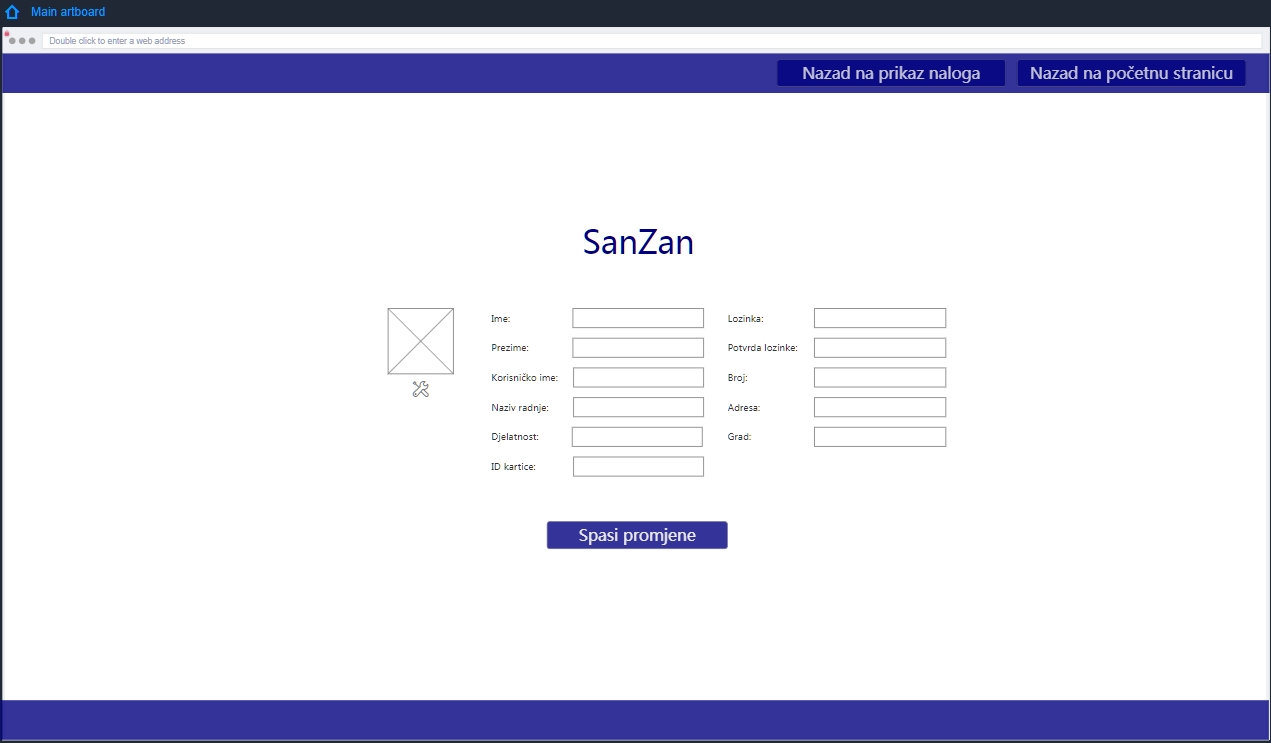 Main artboard
Double click to enter a web address
Nazad na prikaz naloga
Nazad na početnu stranicu
SanZan
Ime:
Lozinka:
Prezime:
Potvrda lozinke:
Korisničko ime:
Broj:
Naziv radnje:
Adresa:
Djelatnost:
Grad:
ID kartice:
Spasi promjene